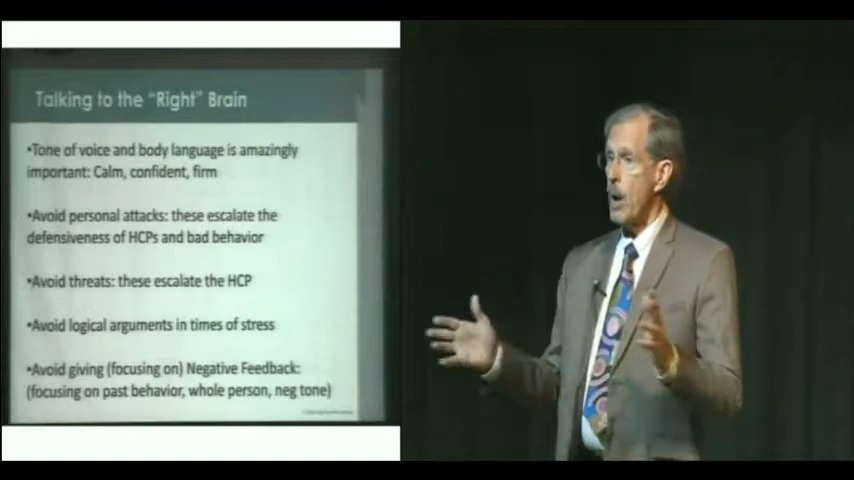 Talking to the "Right" Brain
•Tone of voice and body language is amazingly
important: Calm, confident, firm
•Avoid personal attacks: these escalate the
defensiveness of HCPs and bad behavior
•Avoid threats: these escalate the HCP
•Avoid logical arguments in times of stress
•Avoid giving (focusing on) Negative Feedback:
(focusing on past behavior, whole person, neg tone)